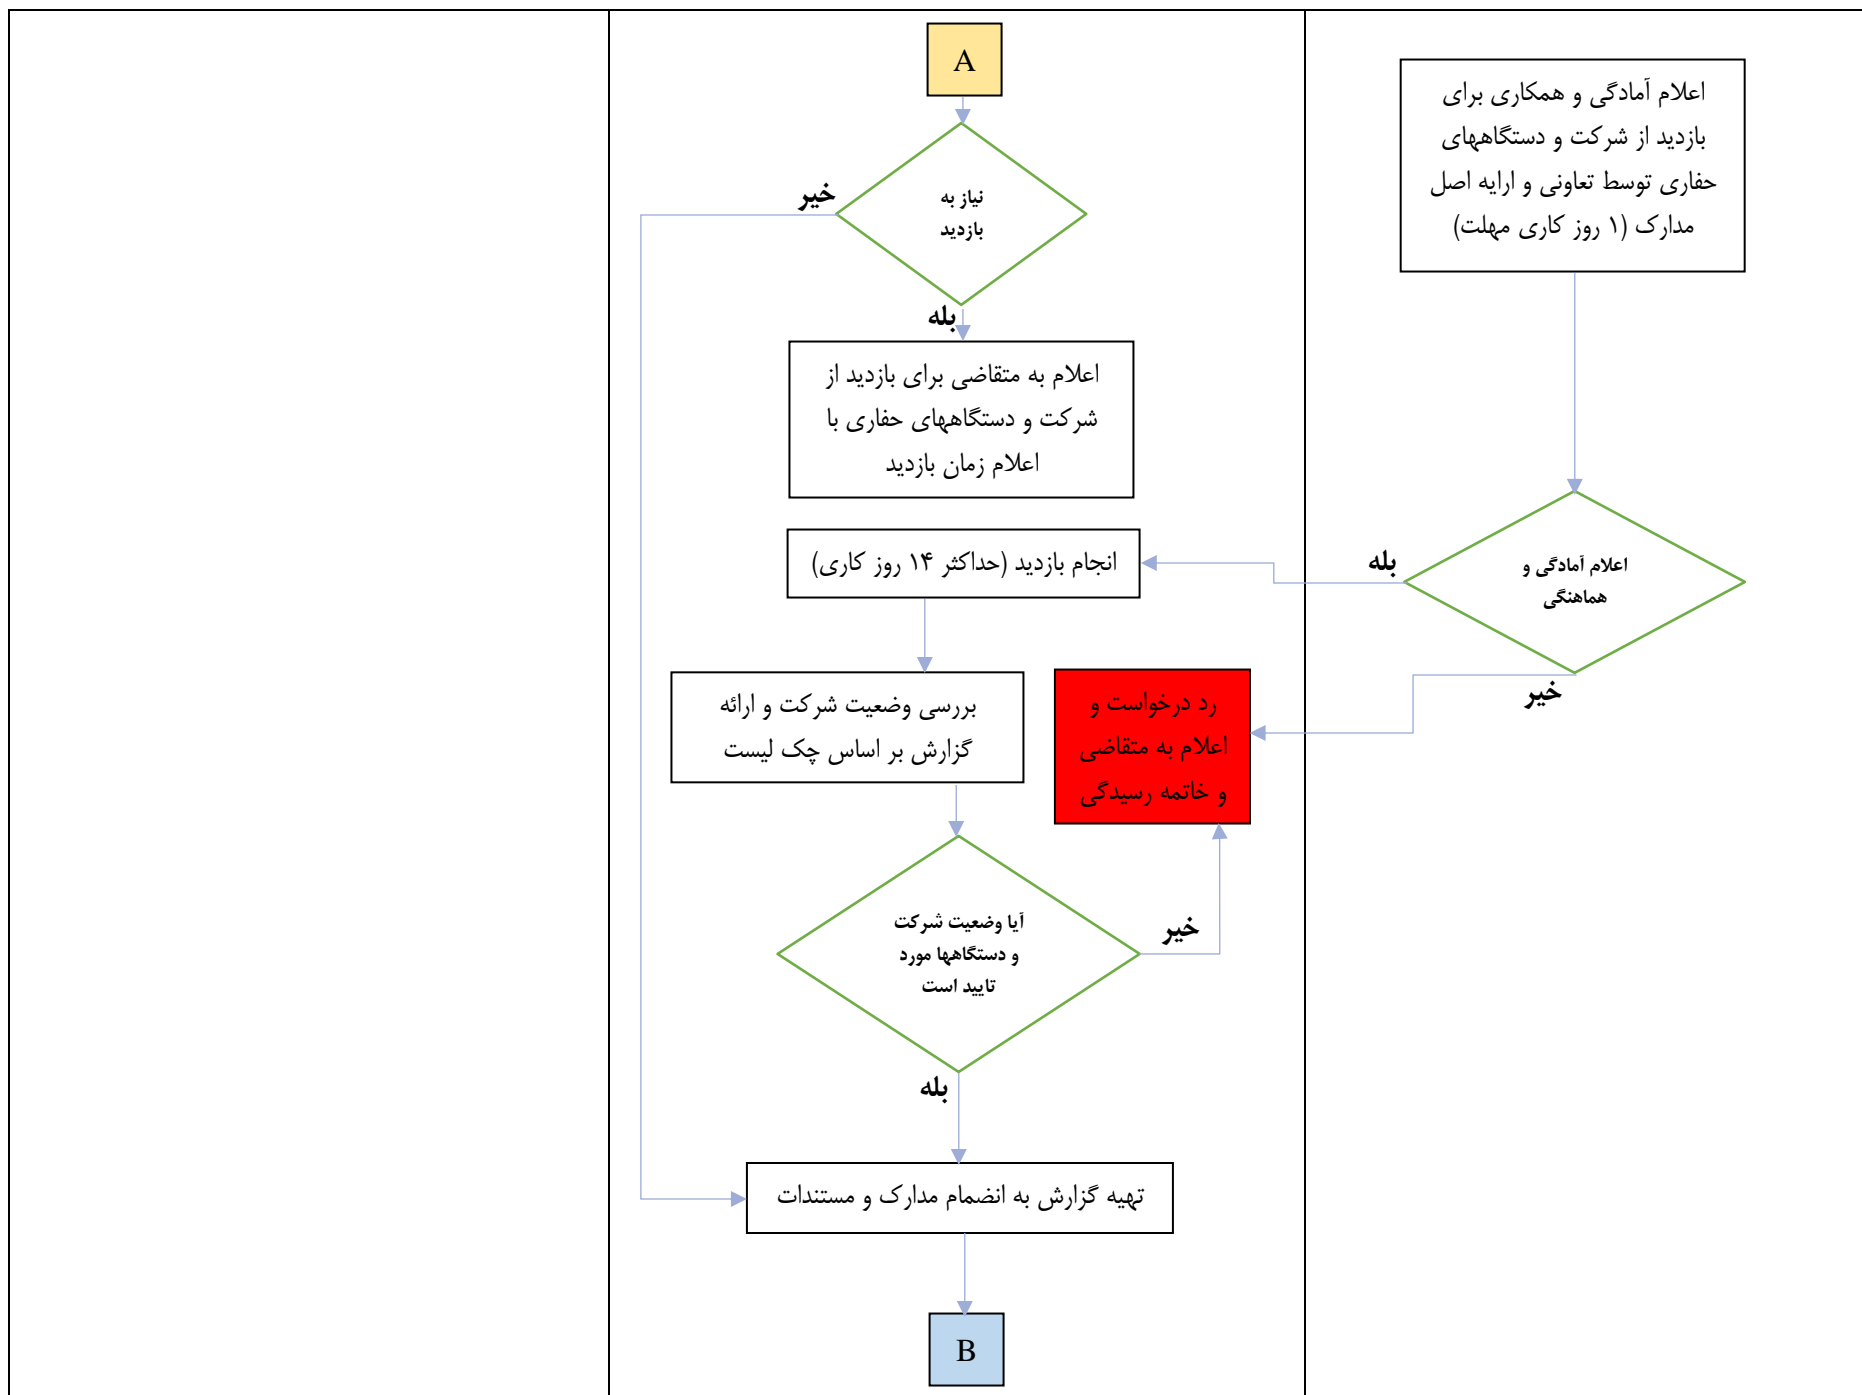 A
نیاز به
بازدید
خیر
بله
اعلام به متقاضی برای بازدید از
شرکت و دستگاههای حفاری با
اعلام زمان بازدید
اعلام آمادگی و همکاری برای
بازدید از شرکت و دستگاههای
حفاری توسط تعاونی و ارایه اصل
مدارک (۱ روز کاری مهلت)
اعلام آمادگی و
هماهنگی
بله
خیر
انجام بازدید (حداکثر ۱۴ روز کاری)
بررسی وضعیت شرکت و ارائه
گزارش بر اساس چک لیست
رد درخواست و
اعلام به متقاضی
و خاتمه رسیدگی
آیا وضعیت شرکت
و دستگاهها مورد
تایید است
خیر
بله
تهیه گزارش به انضمام مدارک و مستندات
B